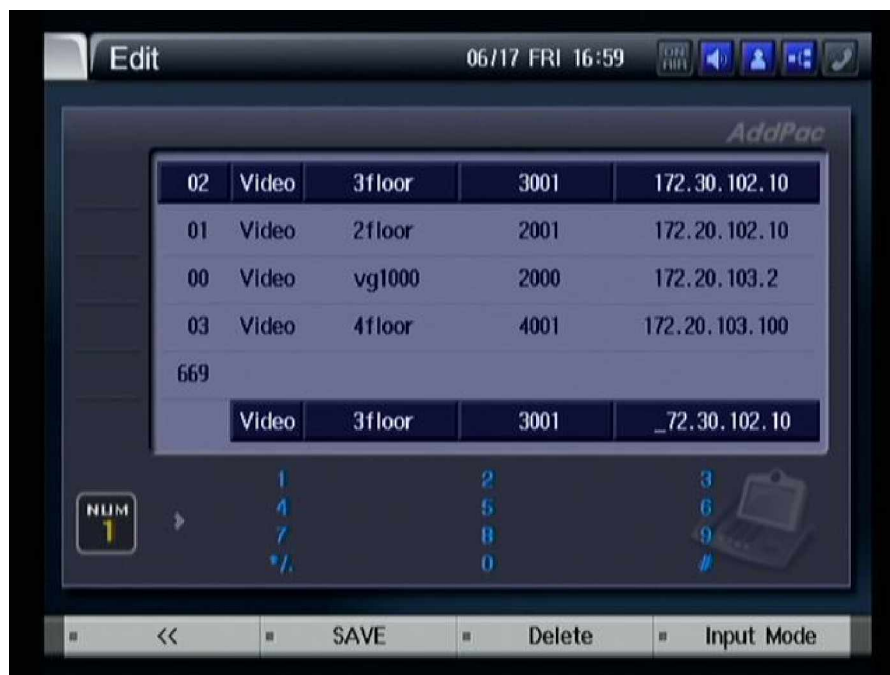 Edit 06/17 FRI 16:59 ON AIR
AddPac
02 Video 3floor 3001 172.30.102.10
01 Video 2floor 2001 172.20.102.10
00 Video vg1000 2000 172.20.103.2
03 Video 4floor 4001 172.20.103.100
669
Video 3floor 3001 _72.30.102.10
1 2 3
4 5 6
NUM 1
7 8 9
*/. 0 #
<< SAVE Delete Input Mode